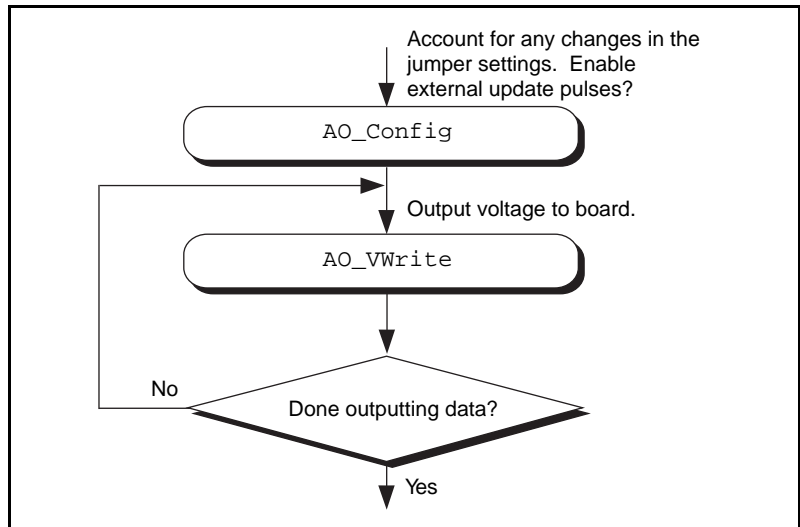 Account for any changes in the
jumper settings.  Enable
external update pulses?
AO_Config
Output voltage to board.
AO_VWrite
No
Done outputting data?
Yes